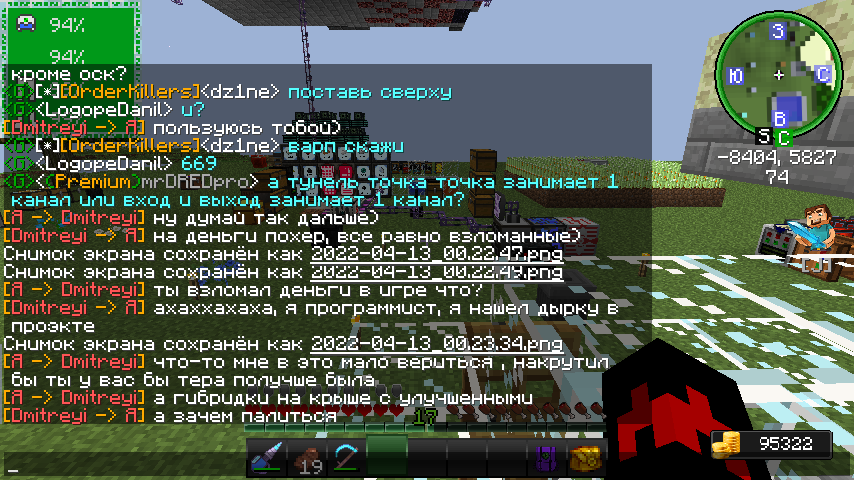 94%
94%
кроме оск?
<G>[*][OrderKillers]<dz1ne> поставь сверху
<G><LogopeDanil> и?
[Dmitreyi -> Я] пользуюсь тобой)
<G>[*][OrderKillers]<dz1ne> варп скажи
<G><LogopeDanil> 669
<G><(Premium)mrDREDpro> а тунель точка точка занимает 1
канал или вход и выход занимает 1 канал?
[Я -> Dmitreyi] ну думай так дальше)
[Dmitreyi -> Я] на деньги похер, все равно взломанные)
Снимок экрана сохранён как 2022-04-13_00.22.47.png
Снимок экрана сохранён как 2022-04-13_00.22.49.png
[Я -> Dmitreyi] ты взломал деньги в игре что?
[Dmitreyi -> Я] ахаххахаха, я программист, я нашел дырку в
проэкте
Снимок экрана сохранён как 2022-04-13_00.23.34.png
[Я -> Dmitreyi] что-то мне в это мало вериться , накрутил
бы ты у вас бы тера получше была
[Я -> Dmitreyi] а гибридки на крыше с улучшенными
[Dmitreyi -> Я] а зачем палиться
17
19
_
З
Ю
С
В
S C
-8404, 5827
74
95322